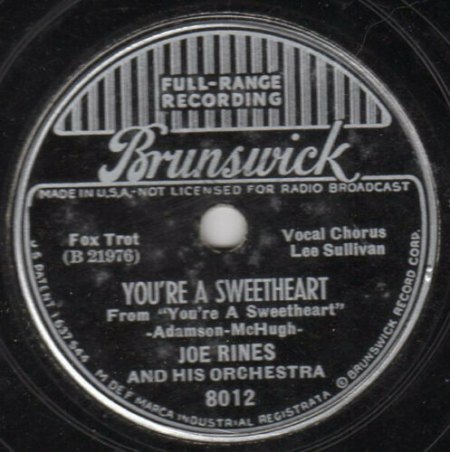 FULL-RANGE
RECORDING
Brunswick
MADE IN U.S.A.-NOT LICENSED FOR RADIO BROADCAST
Fox Trot
(B 21976)
Vocal Chorus
Lee Sullivan
YOU'RE A SWEETHEART
From "You're A Sweetheart"
-Adamson-McHugh-
JOE RINES
AND HIS ORCHESTRA
8012
U.S. PATENT 1637544
M. DE F. MARCA INDUSTRIAL REGISTRATA
© BRUNSWICK RECORD CORP.